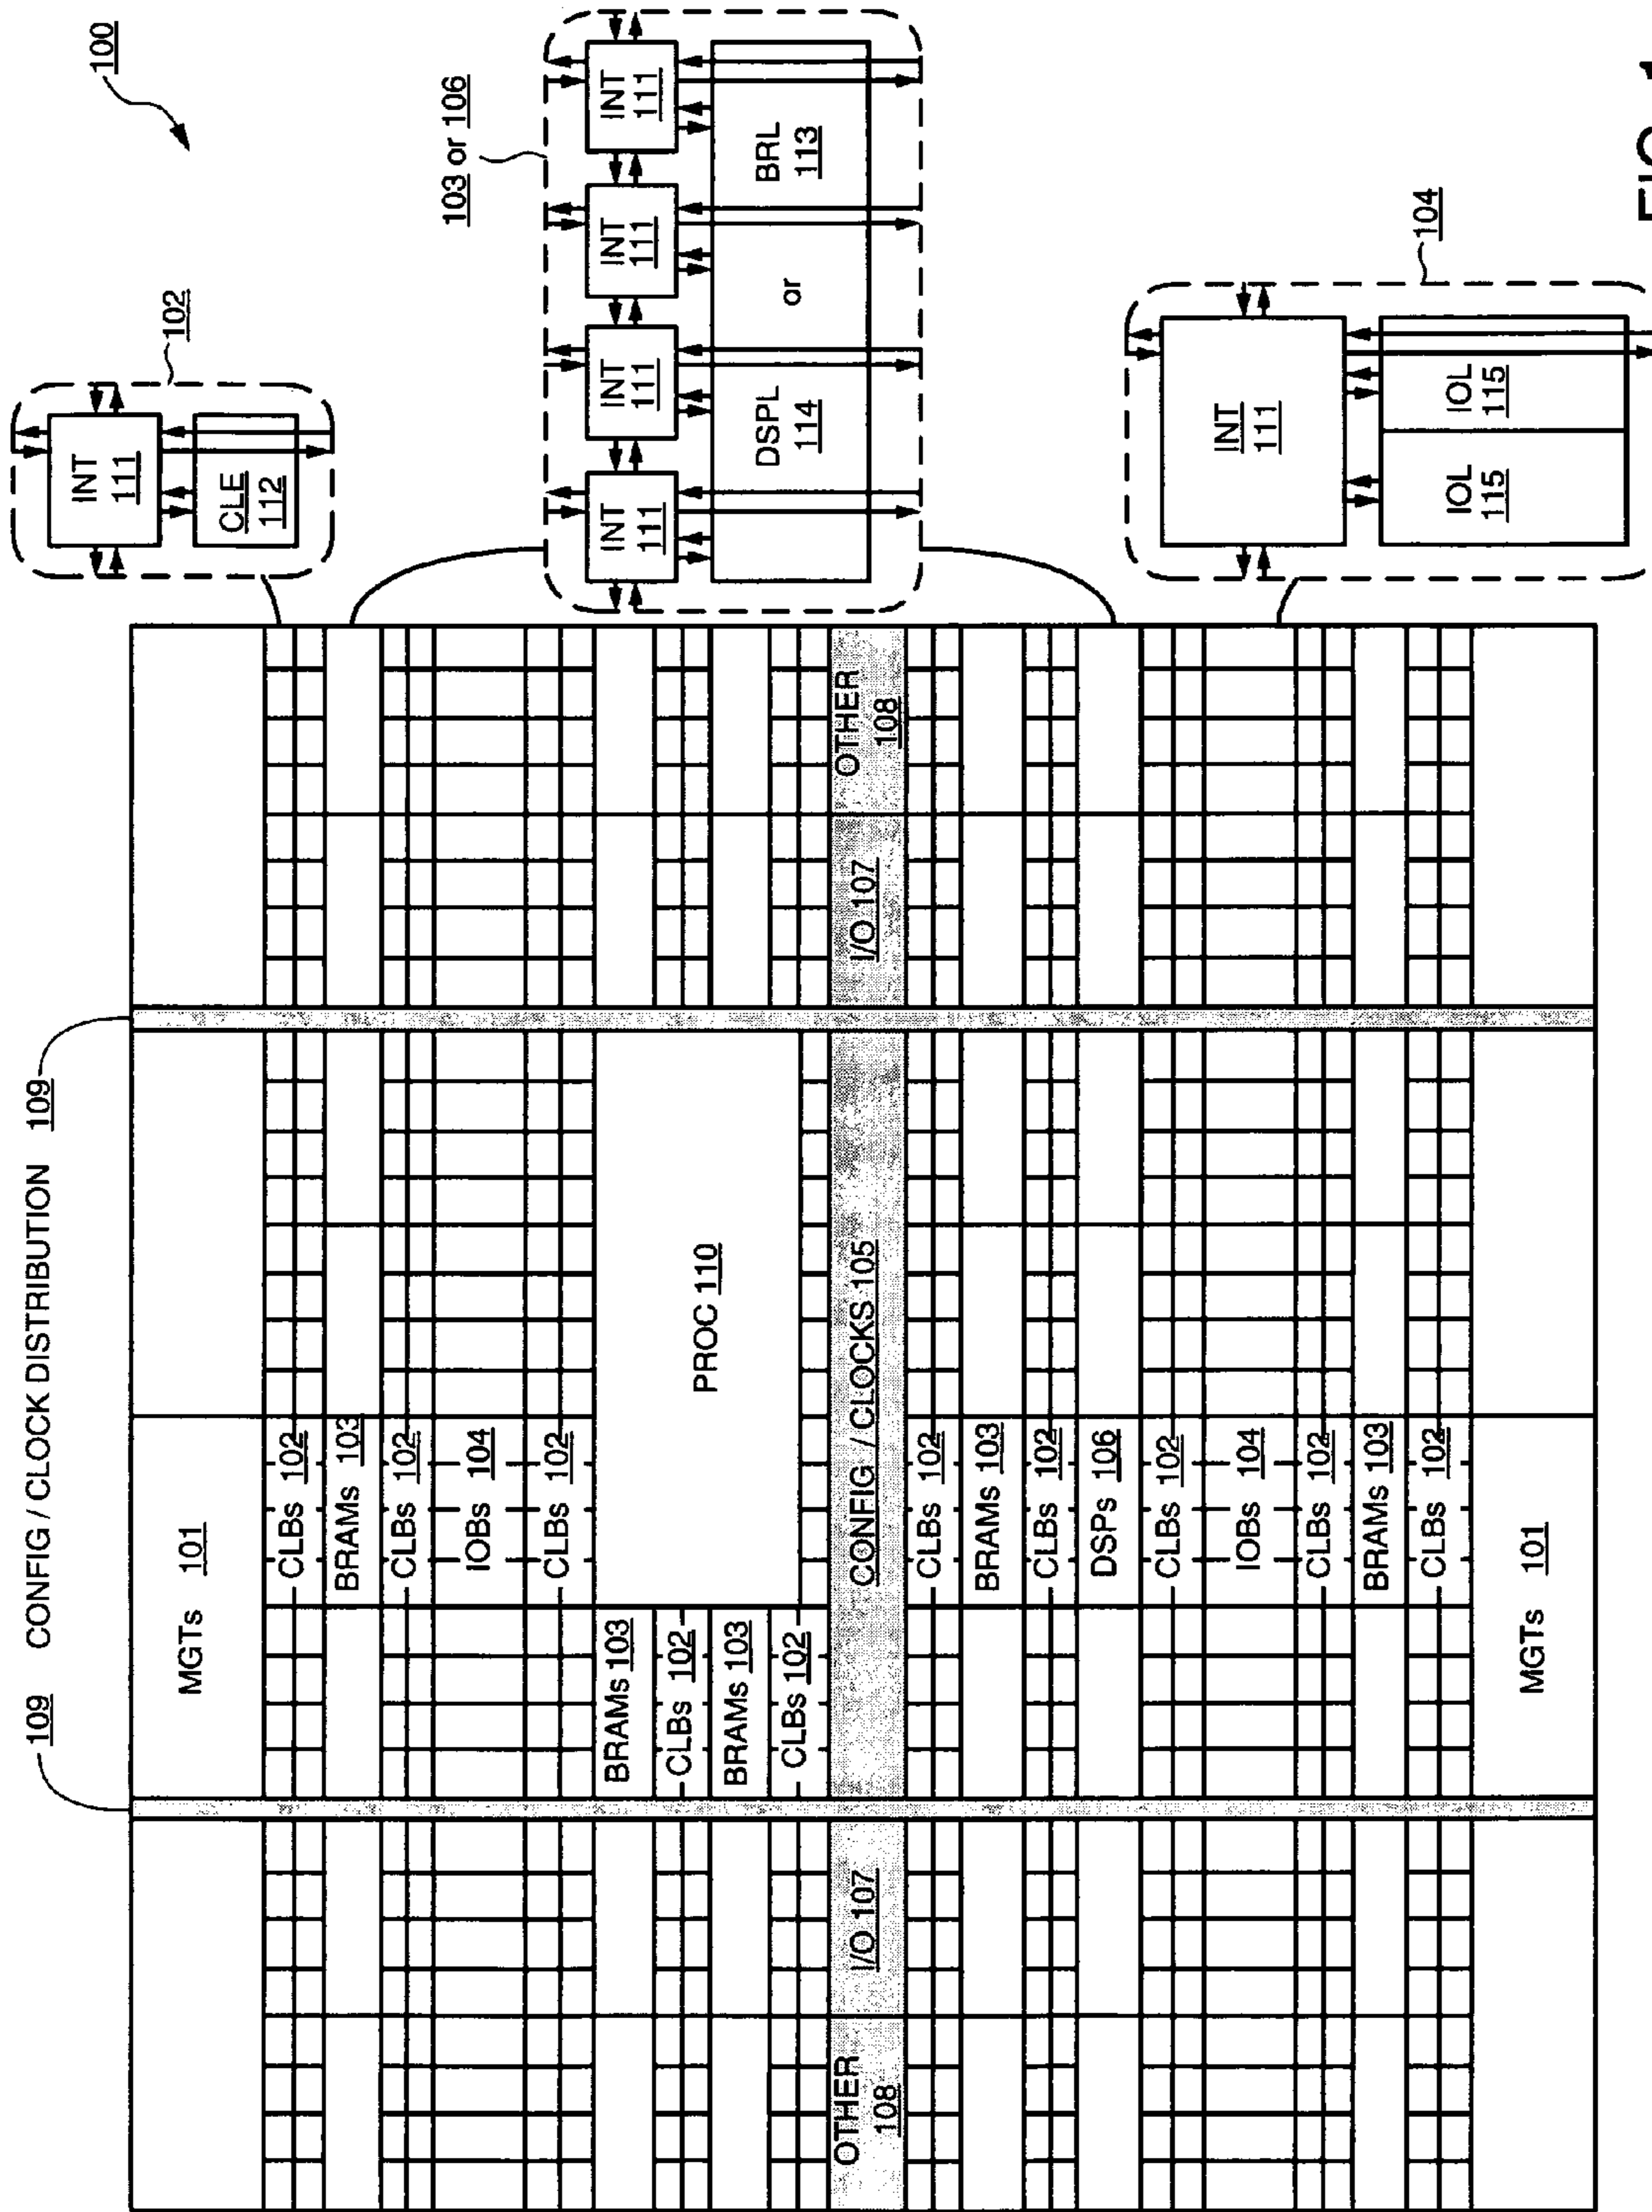 109 CONFIG / CLOCK DISTRIBUTION 109
100
MGTs 101
INT
111
102
CLE
112
CLBs 102
BRAMs 103
CLBs 102
IOBs 104
103 or 106
CLBs 102
INT
111
INT
111
INT
111
INT
111
BRAMs 103
CLBs 102
PROC 110
BRAMs 103
CLBs 102
DSPL
114
or
BRL
113
OTHER
108
I/O 107
CONFIG / CLOCKS 105
I/O 107
OTHER
108
CLBs 102
BRAMs 103
CLBs 102
DSPs 106
CLBs 102
IOBs 104
INT
111
CLBs 102
BRAMs 103
CLBs 102
104
IOL
115
IOL
115
MGTs 101